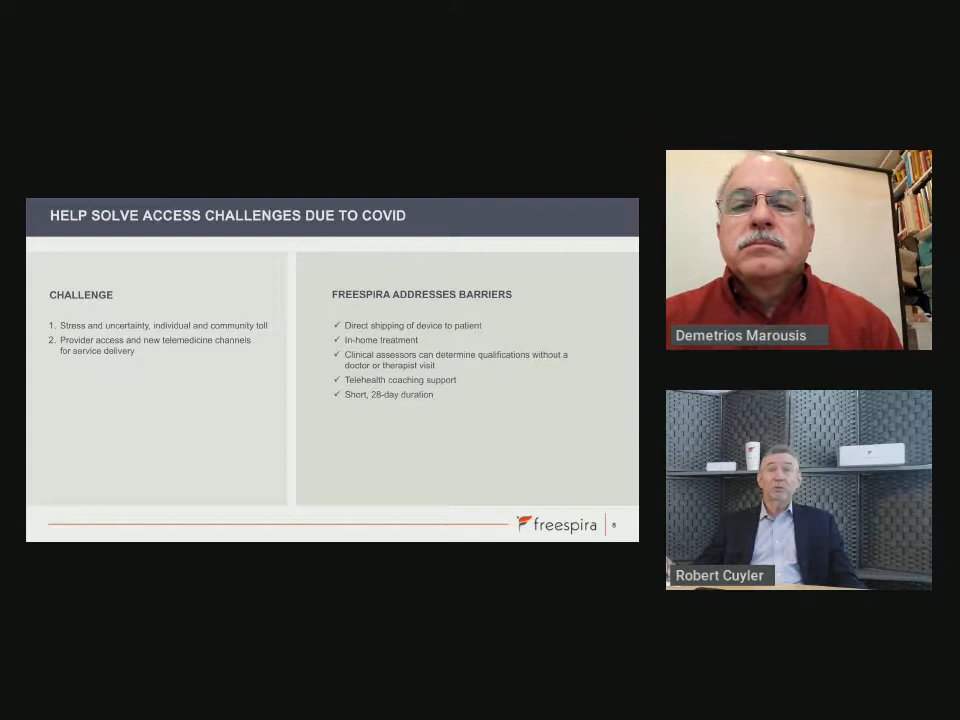 HELP SOLVE ACCESS CHALLENGES DUE TO COVID
CHALLENGE
1. Stress and uncertainty, individual and community toll
2. Provider access and new telemedicine channels
for service delivery
FREESPIRA ADDRESSES BARRIERS
✓ Direct shipping of device to patient
✓ In-home treatment
✓ Clinical assessors can determine qualifications without a
doctor or therapist visit
✓ Telehealth coaching support
✓ Short, 28-day duration
freespira
8
Demetrios Marousis
Robert Cuyler